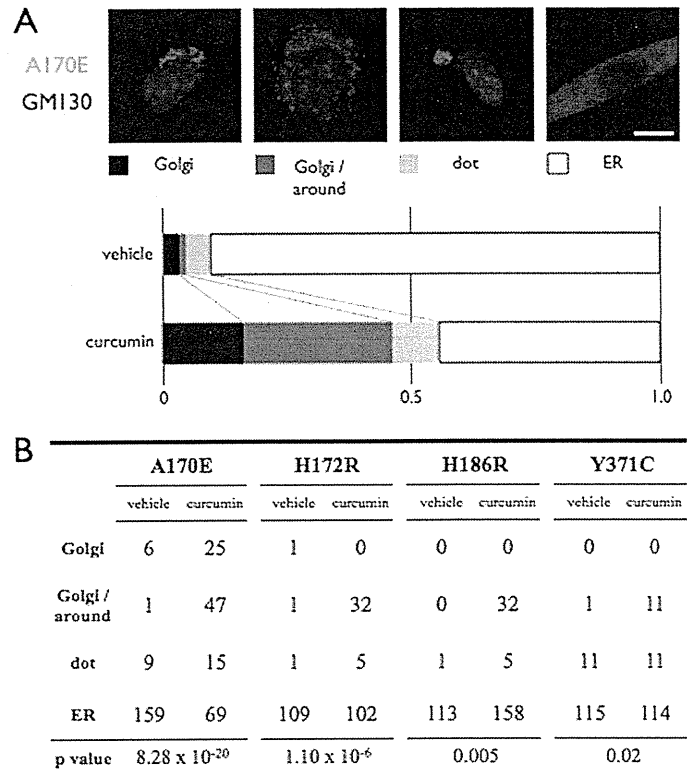 A
A170E
GM130
Golgi
Golgi / around
dot
ER
vehicle
curcumin
0
0.5
1.0
B
A170E H172R H186R Y371C
vehicle curcumin vehicle curcumin vehicle curcumin vehicle curcumin
Golgi 6 25 1 0 0 0 0 0
Golgi / around 1 47 1 32 0 32 1 11
dot 9 15 1 5 1 5 11 11
ER 159 69 109 102 113 158 115 114
p value 8.28 x 10-20 1.10 x 10-6 0.005 0.02